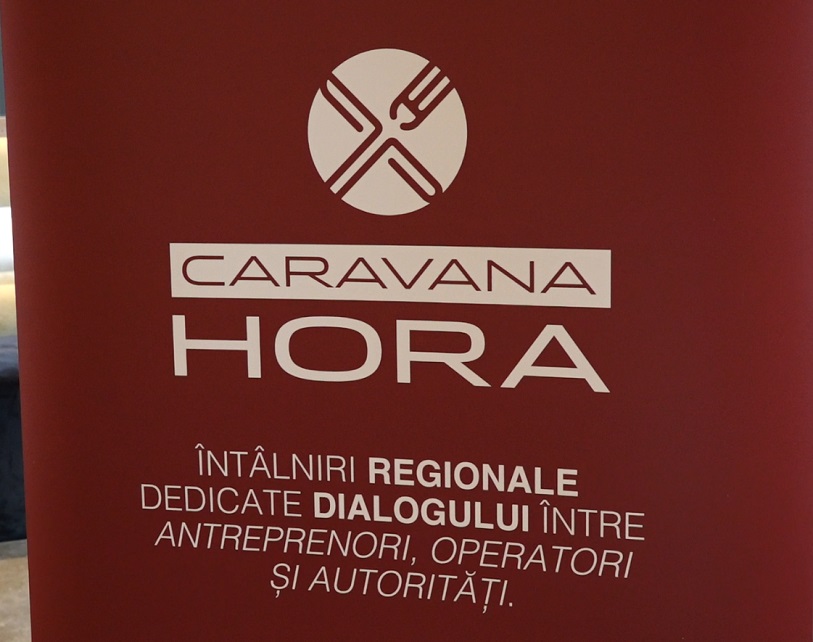 CARAVANA
HORA
ÎNTÂLNIRI REGIONALE
DEDICATE DIALOGULUI ÎNTRE
ANTREPRENORI, OPERATORI
ȘI AUTORITĂȚI.